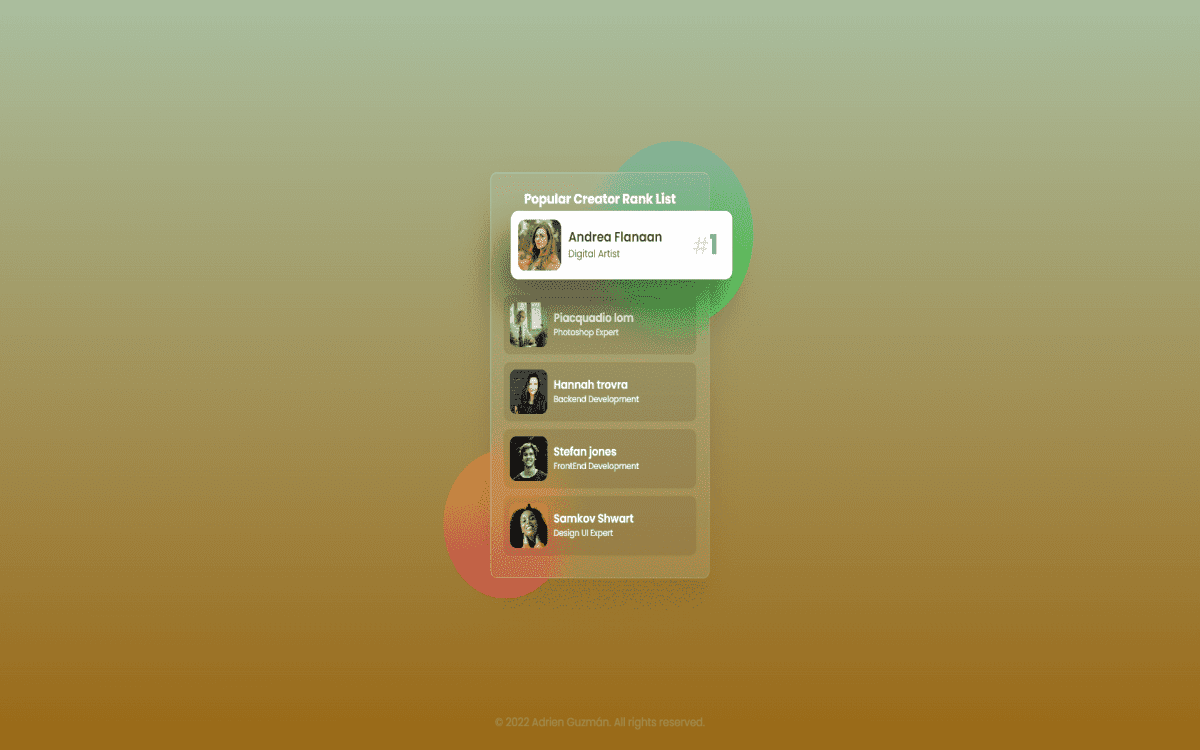 Popular Creator Rank List
Andrea Flanaan
Digital Artist
#1
Piacquadio lom
Photoshop Expert
Hannah trovra
Backend Development
Stefan jones
FrontEnd Development
Samkov Shwart
Design UI Expert
© 2022 Adrien Guzmán. All rights reserved.